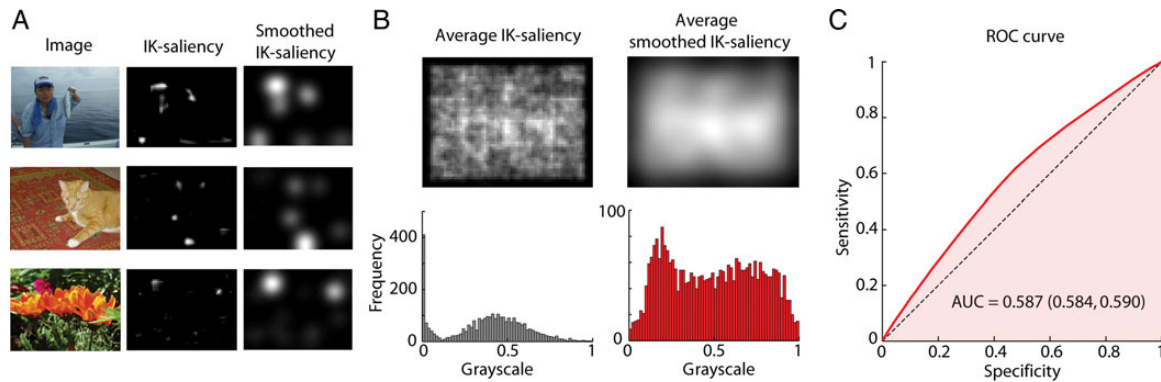 A
Image
IK-saliency
Smoothed
IK-saliency
B
Average IK-saliency
Average
smoothed IK-saliency
Frequency
400
300
200
100
0
0
0.5
1
Grayscale
100
0
0
0.5
1
Grayscale
C
ROC curve
Sensitivity
1
0.8
0.6
0.4
0.2
0
AUC = 0.587 (0.584, 0.590)
0
0.2
0.4
0.6
0.8
1
Specificity